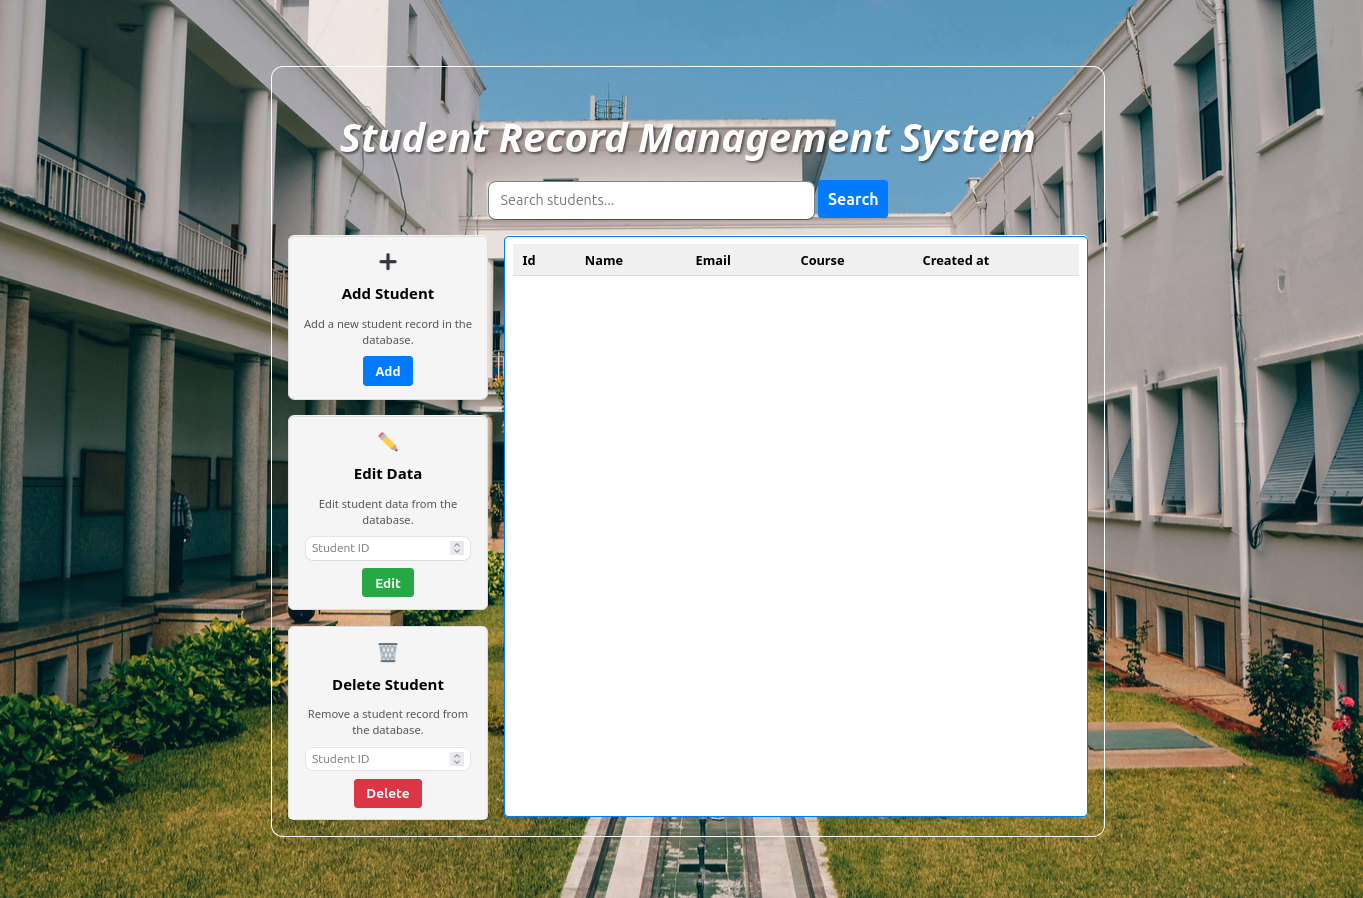 Student Record Management System
Search students...
Search
Add Student
Add a new student record in the
database.
Add
Edit Data
Edit student data from the
database.
Student ID
Edit
Delete Student
Remove a student record from
the database.
Student ID
Delete
Id Name Email Course Created at